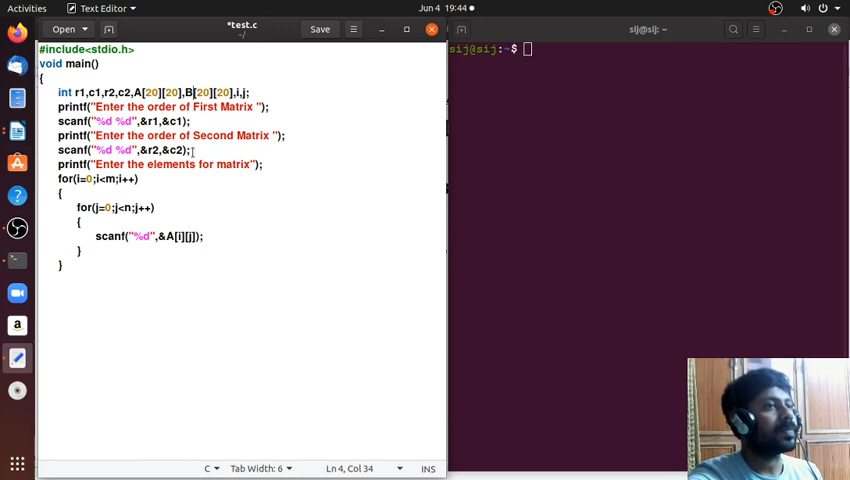 Activities
Text Editor
Jun 4 19:44
Open
*test.c
~/
Save
sij@sij: ~
#include<stdio.h>
void main()
{
int r1,c1,r2,c2,A[20][20],B[20][20],i,j;
printf("Enter the order of First Matrix ");
scanf("%d %d",&r1,&c1);
printf("Enter the order of Second Matrix ");
scanf("%d %d",&r2,&c2);
printf("Enter the elements for matrix");
for(i=0;i<m;i++)
{
for(j=0;j<n;j++)
{
scanf("%d",&A[i][j]);
}
}
sij@sij:~$
C
Tab Width: 6
Ln 4, Col 34
INS